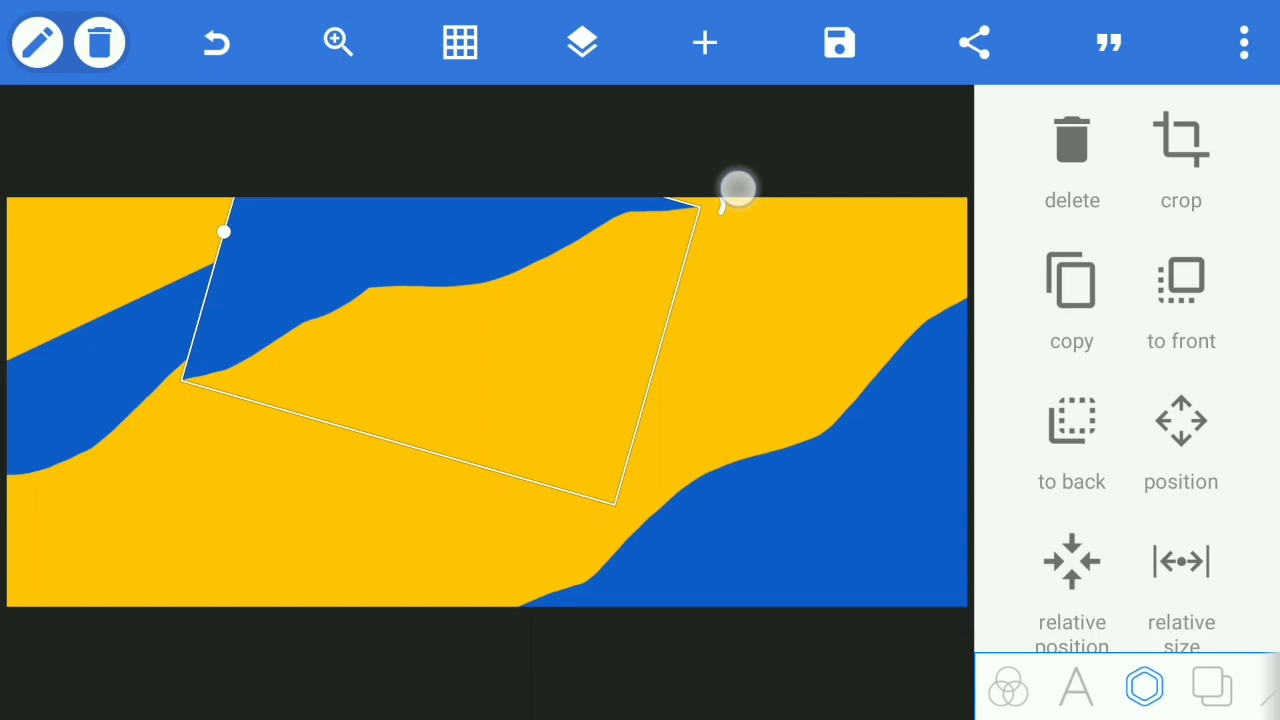 delete
crop
copy
to front
to back
position
relative
position
relative
size